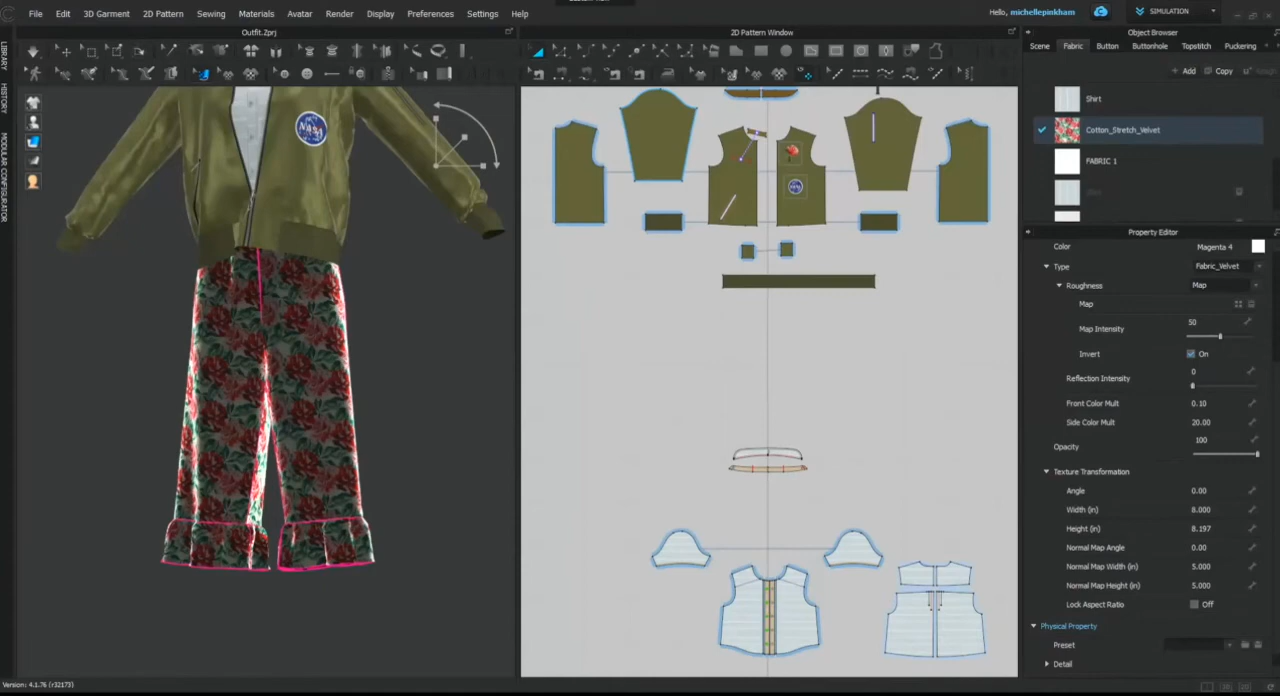 File Edit 3D Garment 2D Pattern Sewing Materials Avatar Render Display Preferences Settings Help
Hello, michellepinkham
SIMULATION
Outfit.Zprj
2D Pattern Window
Object Browser
Scene Fabric Button Buttonhole Topstitch Puckering
+ Add Copy
LIBRARY
HISTORY
MODULAR CONFIGURATOR
NASA
NASA
Shirt
Cotton_Stretch_Velvet
FABRIC 1
Property Editor
Color Magenta 4
Type Fabric_Velvet
Roughness Map
Map
Map Intensity 50
Invert On
Reflection Intensity 0
Front Color Mult 0.10
Side Color Mult 20.00
Opacity 100
Texture Transformation
Angle 0.00
Width (in) 8.000
Height (in) 8.197
Normal Map Angle 0.00
Normal Map Width (in) 5.000
Normal Map Height (in) 5.000
Lock Aspect Ratio Off
Physical Property
Preset
Detail
Version: 4.1.76 (r32173)